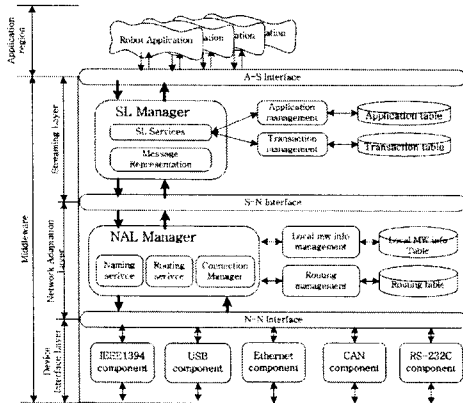 Application
region
Robot Application
ation
ation
cation
A-S Interface
Middleware
Streaming Layer
SL Manager
SL Services
Message
Representation
Application
management
Application table
Transaction
management
Transaction table
S-N Interface
Network Adaptation
Layer
NAL Manager
Naming
serivce
Routing
serivce
Connection
Manager
Local mw info
management
Local MW info
Table
Routing
management
Routing table
N-N Interface
Device
Interface Layer
IEEE1394
component
USB
component
Ethernet
component
CAN
component
RS-232C
component